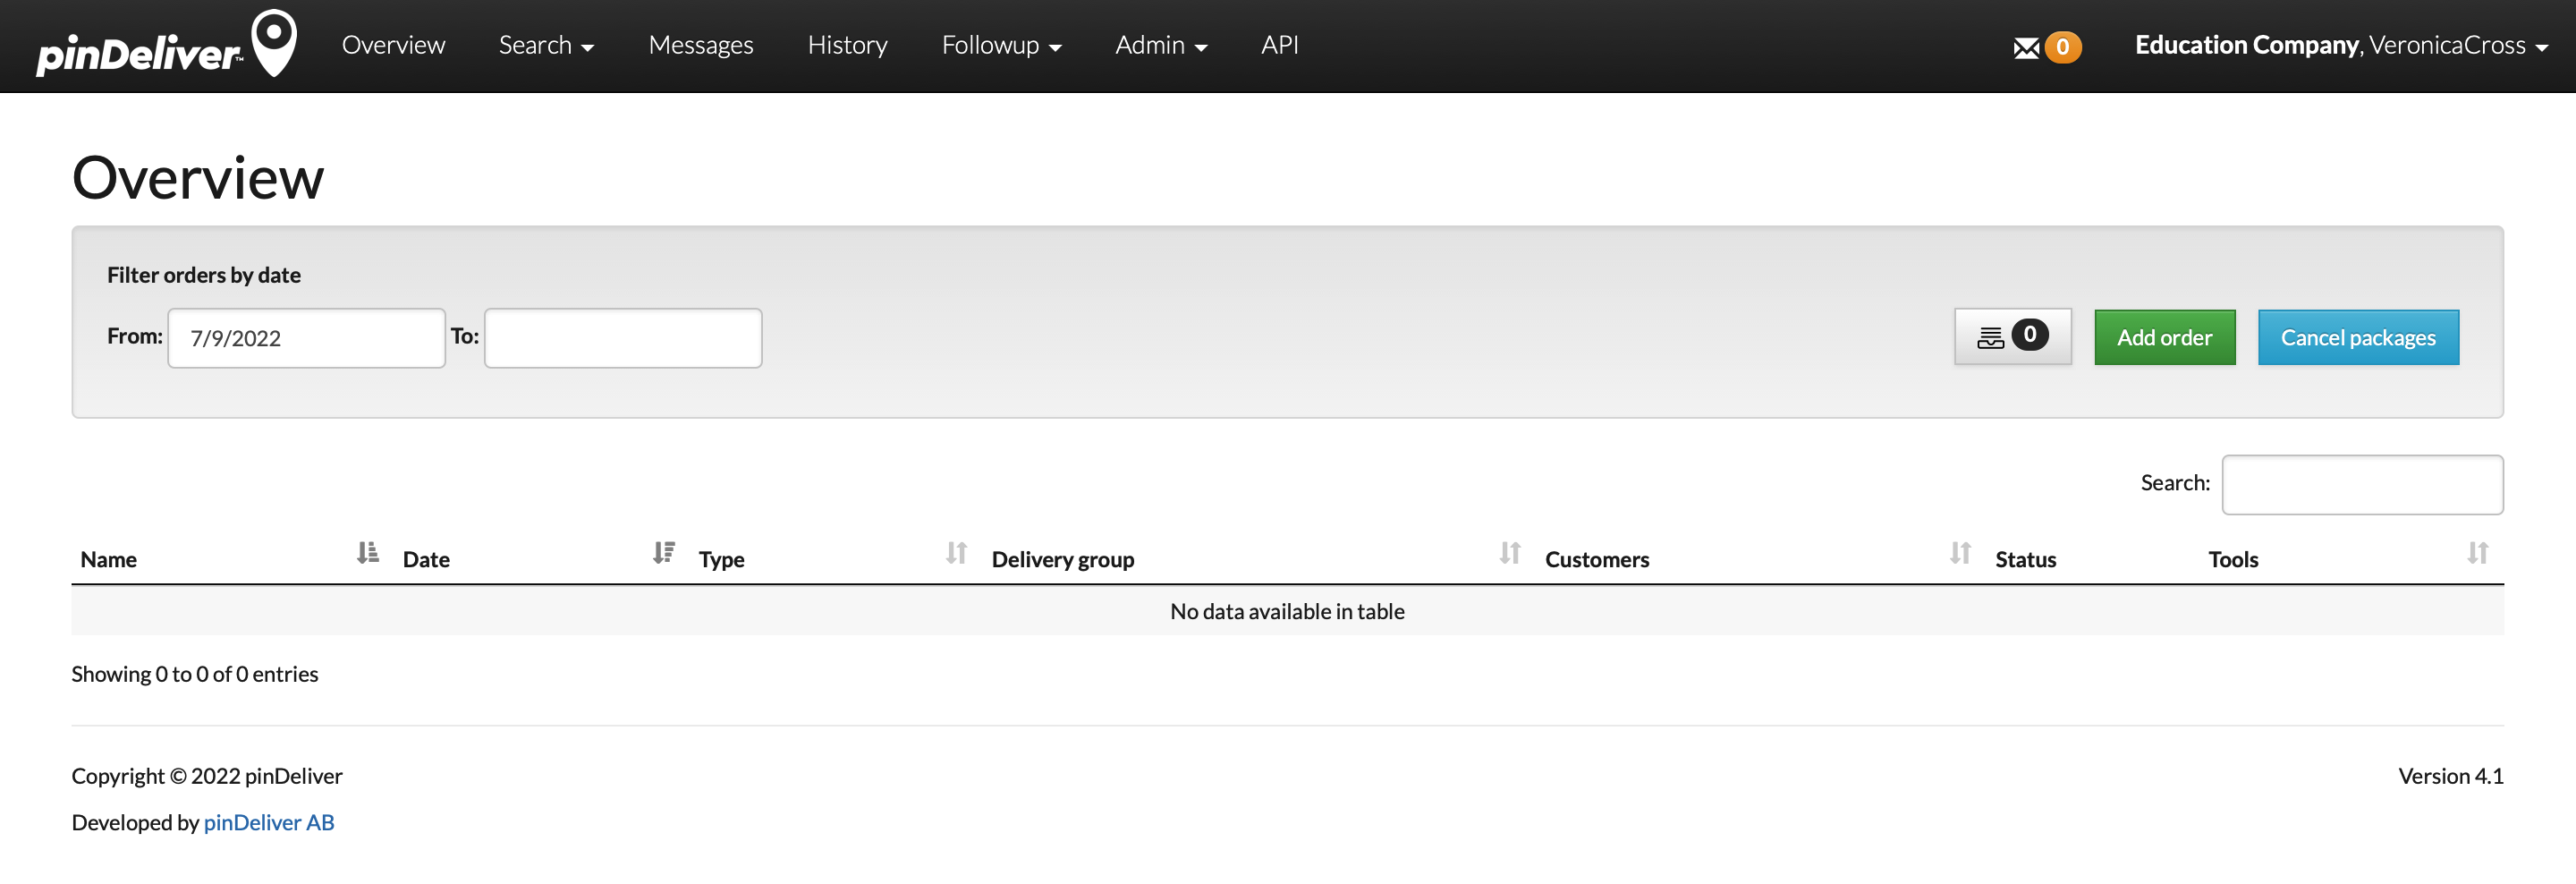 pinDeliver™ Overview Search Messages History Followup Admin API 0 Education Company, VeronicaCross
Overview
Filter orders by date
From: 7/9/2022 To: 0 Add order Cancel packages
Search:
Name Date Type Delivery group Customers Status Tools
No data available in table
Showing 0 to 0 of 0 entries
Copyright © 2022 pinDeliver Version 4.1
Developed by pinDeliver AB